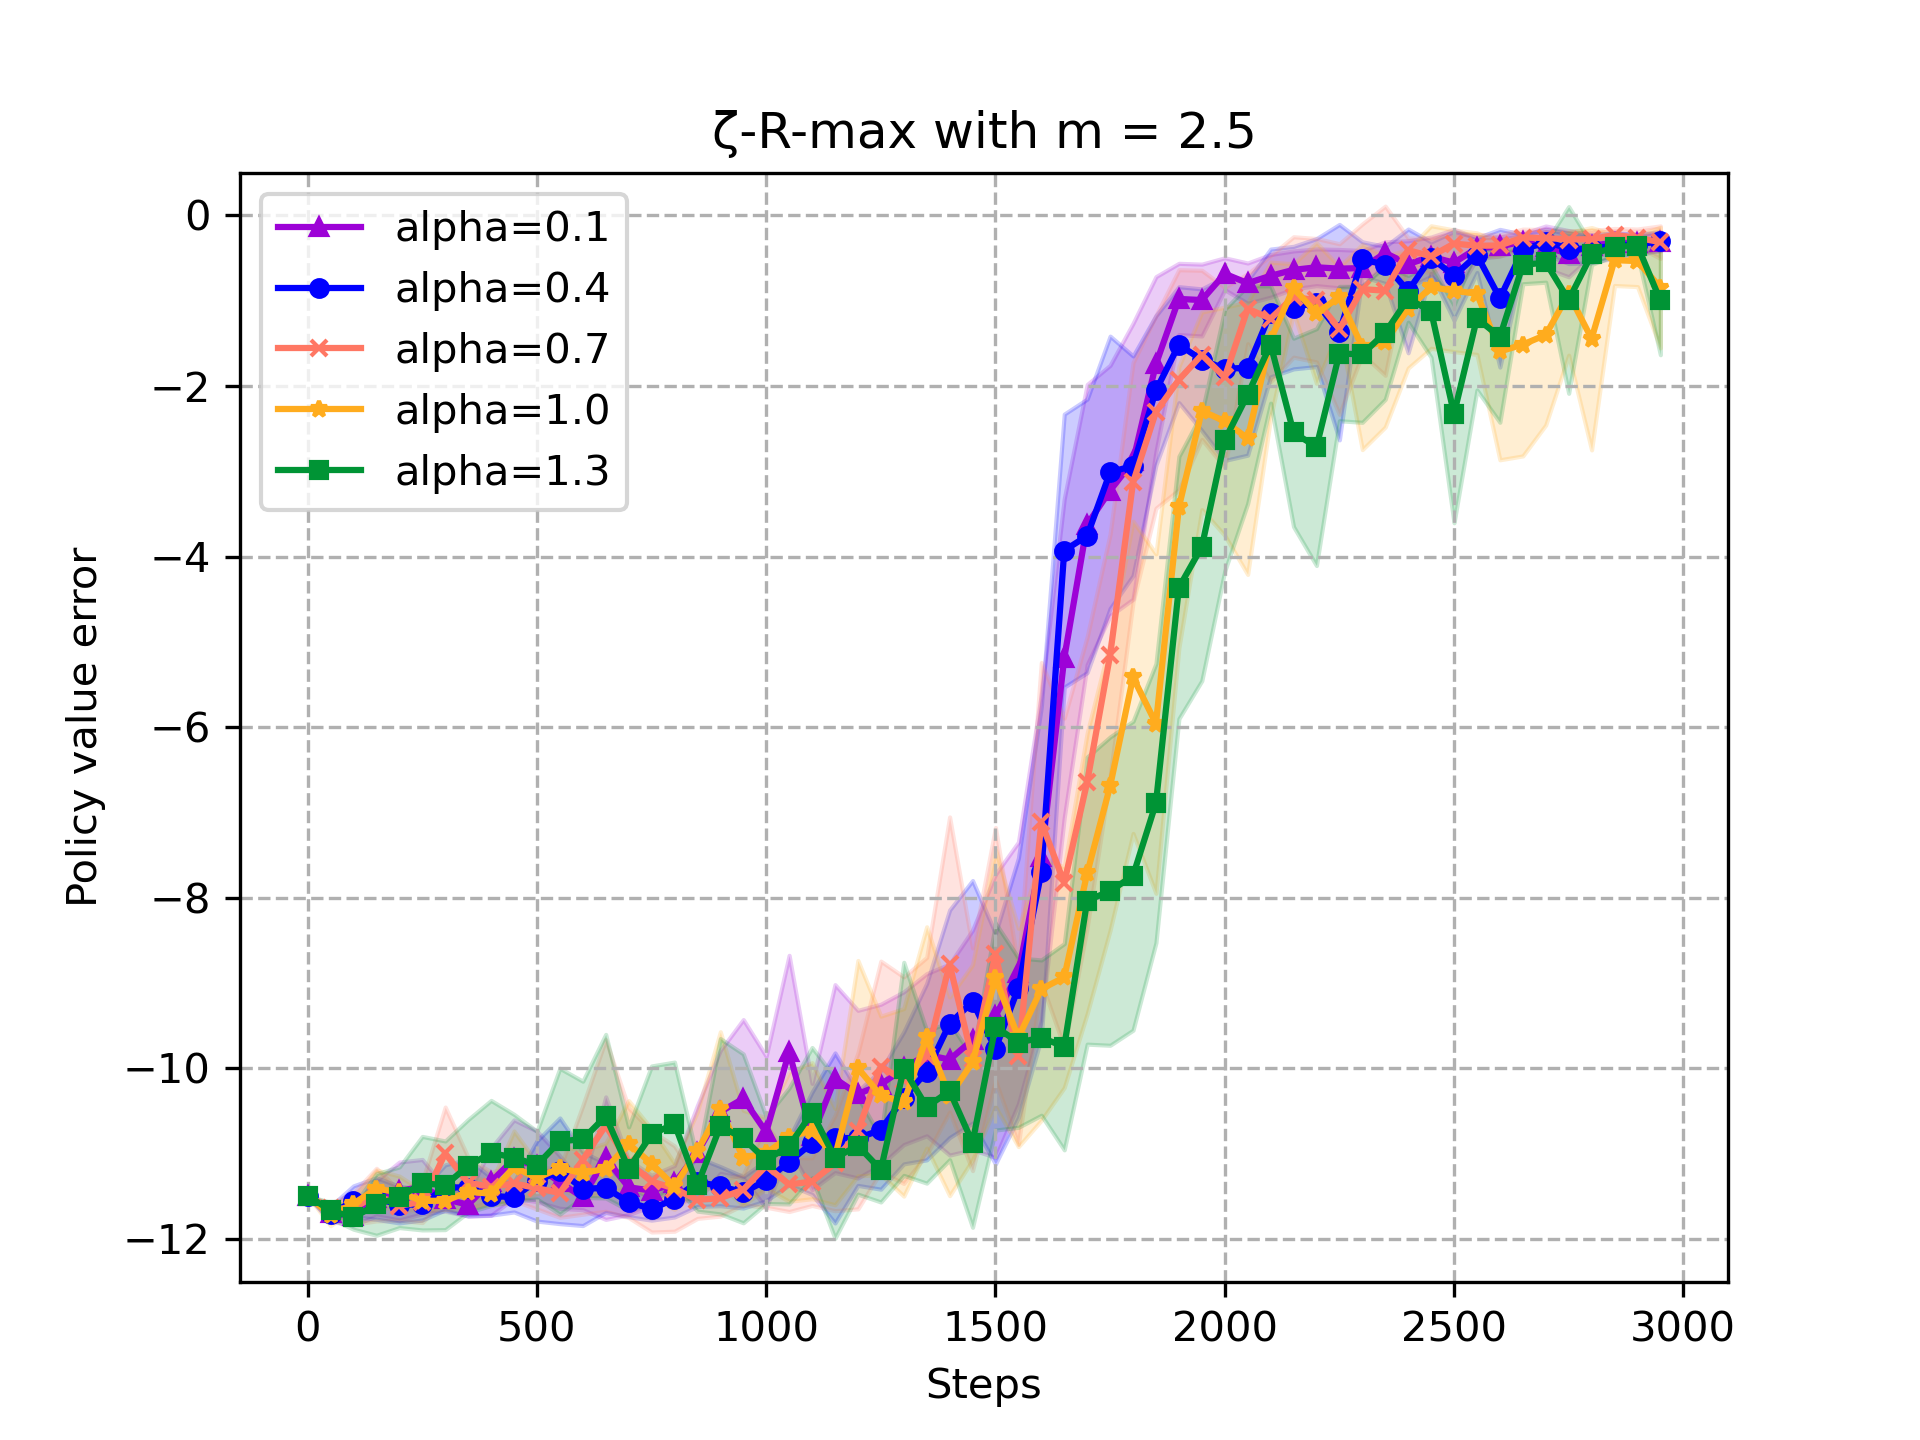 ζ-R-max with m = 2.5
alpha=0.1
alpha=0.4
alpha=0.7
alpha=1.0
alpha=1.3
0
−2
−4
−6
−8
−10
−12
Policy value error
0 500 1000 1500 2000 2500 3000
Steps